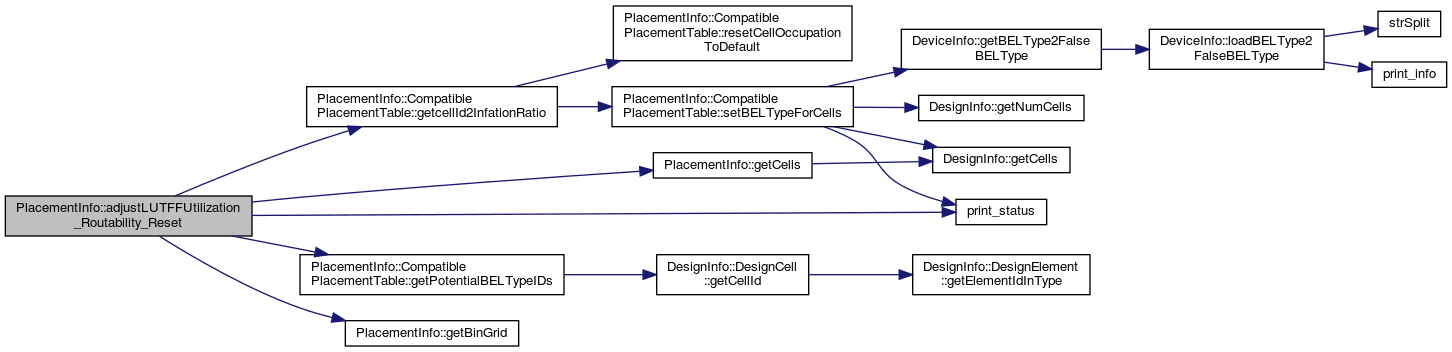 PlacementInfo::adjustLUTFFUtilization
_Routability_Reset
PlacementInfo::Compatible
PlacementTable::getcellId2InfationRatio
PlacementInfo::Compatible
PlacementTable::resetCellOccupation
ToDefault
PlacementInfo::Compatible
PlacementTable::setBELTypeForCells
DeviceInfo::getBELType2False
BELType
DeviceInfo::loadBELType2
FalseBELType
strSplit
print_info
DesignInfo::getNumCells
DesignInfo::getCells
print_status
PlacementInfo::getCells
PlacementInfo::Compatible
PlacementTable::getPotentialBELTypeIDs
DesignInfo::DesignCell
::getCellId
DesignInfo::DesignElement
::getElementIdInType
PlacementInfo::getBinGrid